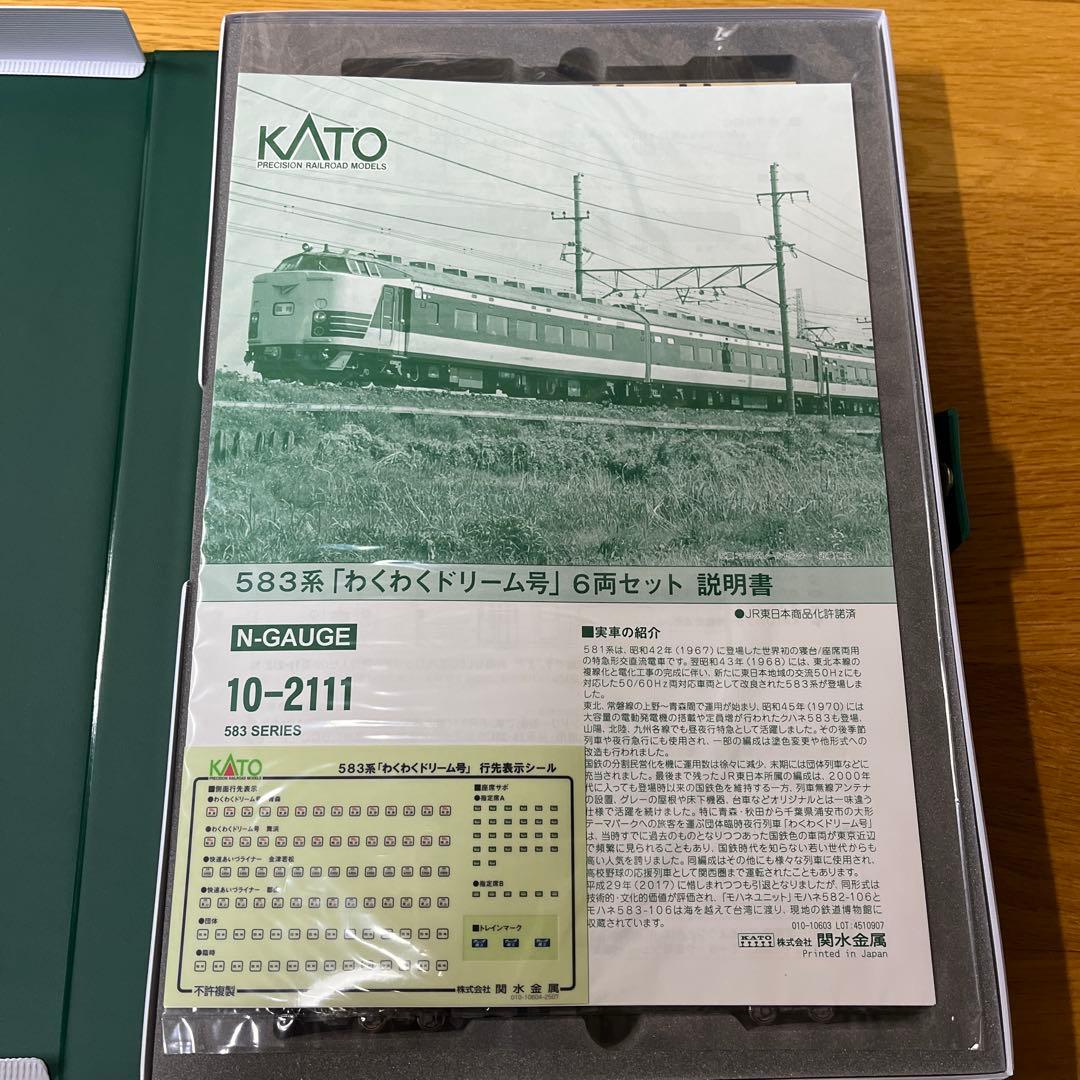 KATO
PRECISION RAILROAD MODELS
583系「わくわくドリーム号」6両セット 説明書
●JR東日本商品化許諾済
N-GAUGE
10-2111
583 SERIES
■実車の紹介
581系は、昭和42年(1967)に登場した世界初の寝台/座席両用
の特急形交直流電車です。翌昭和43年(1968)には、東北本線の
複線化と電化工事の完成に伴い、新たに東日本地域の交流50Hzにも
対応した50/60Hz両対応車両として改良された583系が登場しま
した。
東北、常磐線の上野〜青森間で運用が始まり、昭和45年(1970)には
大容量の電動発電機の搭載や定員増が行われたクハネ583も登場、
山陽、北陸、九州各線でも昼夜行特急として活躍しました。その後季節
列車や夜行急行にも使用され、一部の編成は塗色変更や他形式への
改造も行われました。
国鉄の分割民営化を機に運用数は徐々に減少、末期には団体列車などに
充当されました。最後まで残ったJR東日本所属の編成は、2000年
代に入っても登場時以来の国鉄色を維持する一方、列車無線アンテナ
の設置、グレーの屋根や床下機器、台車などオリジナルとは一味違う
仕様で活躍を続けました。特に青森・秋田から千葉県浦安市の大形
テーマパークへの旅客を運ぶ団体臨時夜行列車「わくわくドリーム号」
は、当時すでに過去のものとなりつつあった国鉄色の車両が東京近辺
で頻繁に見られることもあり、国鉄時代を知らない若い世代からも
高い人気を誇りました。同編成はその他にも様々な列車に使用され、
高校野球の応援列車として関西圏まで運転されたこともありました。
平成29年(2017)に惜しまれつつも引退となりましたが、同形式は
技術的・文化的価値が評価され、「モハネユニット」モハネ582-106と
モハネ583-106は海を越えて台湾に渡り、現地の鉄道博物館に
収蔵されています。
010-10603 LOT:4510907
KATO 株式会社 関水金属
Printed in Japan
KATO
PRECISION RAILROAD MODELS
583系「わくわくドリーム号」 行先表示シール
■側面行先表示
●わくわくドリーム号 青森
●わくわくドリーム号 舞浜
●快速あいづライナー 会津若松
●快速あいづライナー 郡山
●団体
●臨時
■座席サボ
●指定席A
●指定席B
■トレインマーク
不許複製
株式会社 関水金属
010-10604-2507